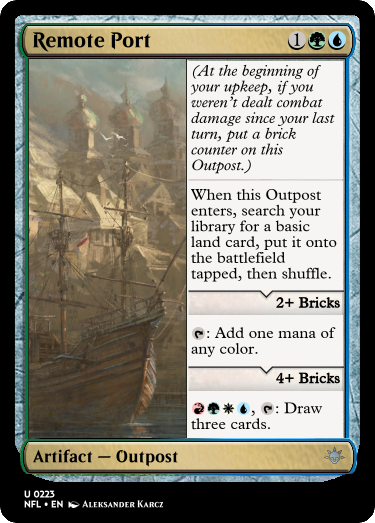 Remote Port 1
(At the beginning of
your upkeep, if you
weren't dealt combat
damage since your last
turn, put a brick
counter on this
Outpost.)
When this Outpost
enters, search your
library for a basic
land card, put it onto
the battlefield
tapped, then shuffle.
2+ Bricks
: Add one mana of
any color.
4+ Bricks
, : Draw
three cards.
Artifact — Outpost
U 0223
NFL • EN Aleksander Karcz